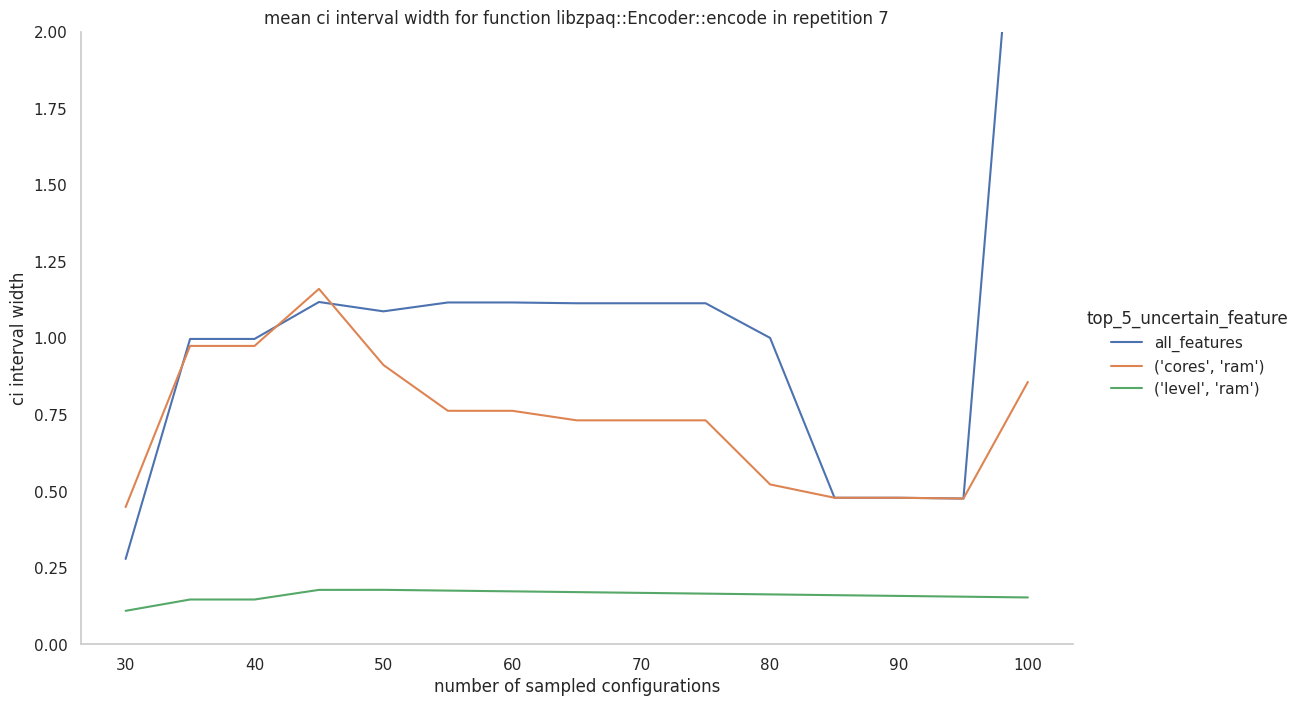 mean ci interval width for function libzpaq::Encoder::encode in repetition 7
2.00
1.75
1.50
1.25
1.00
0.75
0.50
0.25
0.00
ci interval width
30 40 50 60 70 80 90 100
number of sampled configurations
top_5_uncertain_feature
all_features
('cores', 'ram')
('level', 'ram')